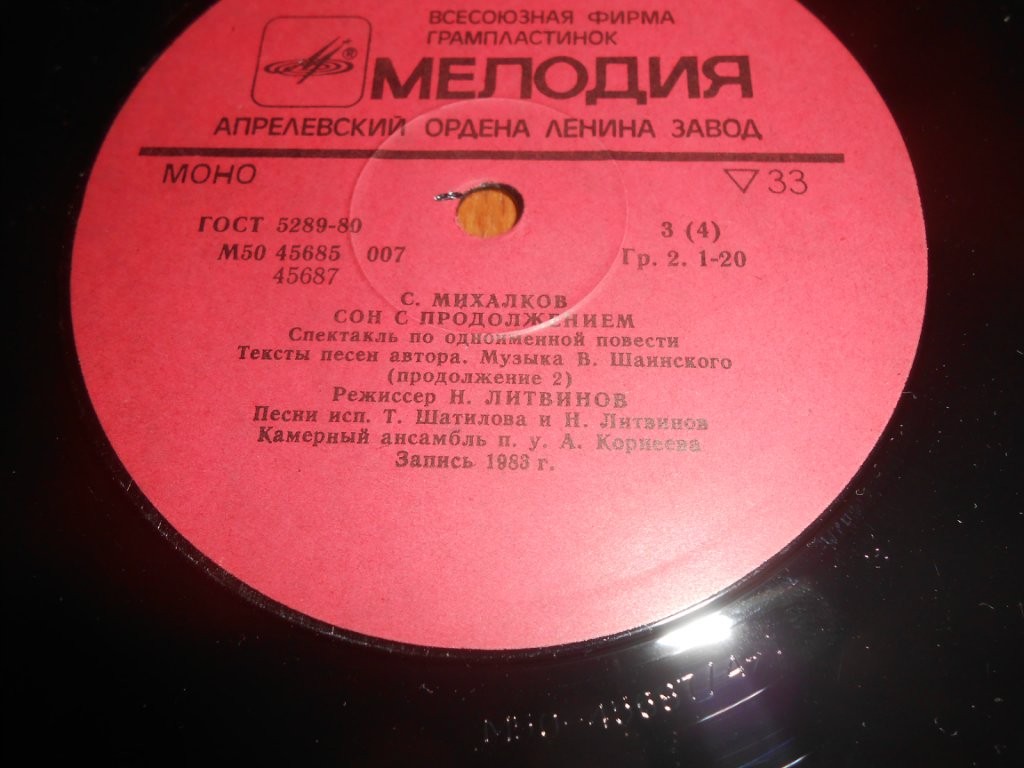 ВСЕСОЮЗНАЯ ФИРМА
ГРАМПЛАСТИНОК
МЕЛОДИЯ
АПРЕЛЕВСКИЙ ОРДЕНА ЛЕНИНА ЗАВОД
МОНО ▽33
ГОСТ 5289-80 3 (4)
М50 45685 007 Гр. 2. 1-20
45687
С. МИХАЛКОВ
СОН С ПРОДОЛЖЕНИЕМ
Спектакль по одноименной повести
Тексты песен автора. Музыка В. Шаинского
(продолжение 2)
Режиссер Н. ЛИТВИНОВ
Песни исп. Т. Шатилова и Н. Литвинов
Камерный ансамбль п. у. А. Корнеева
Запись 1983 г.